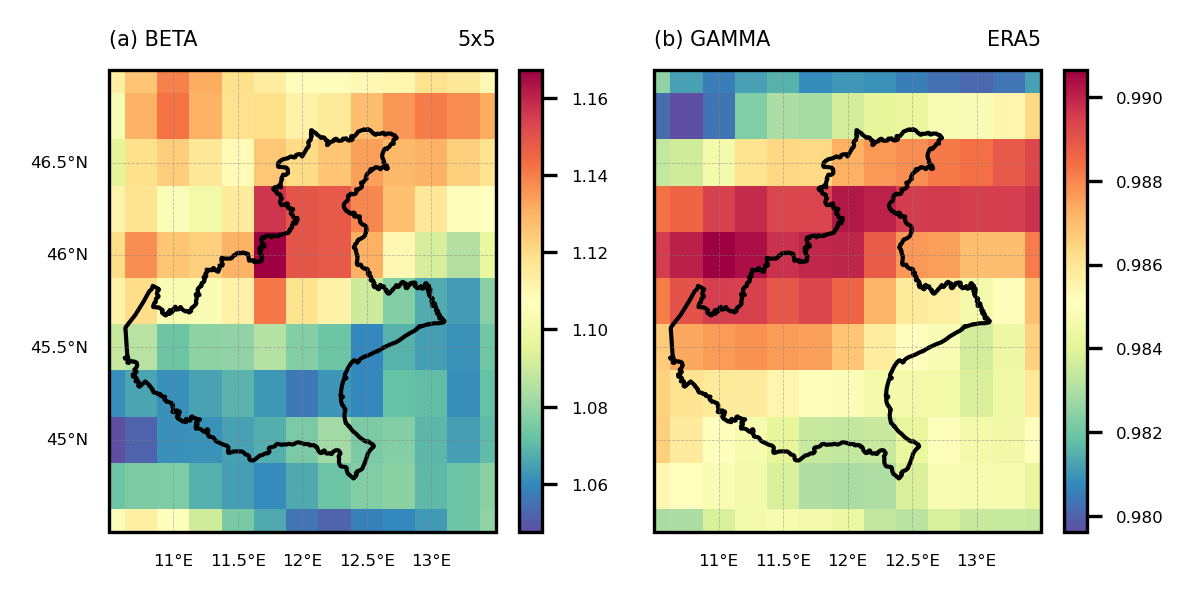 (a) BETA 5x5
46.5°N
46°N
45.5°N
45°N
11°E 11.5°E 12°E 12.5°E 13°E
1.16
1.14
1.12
1.10
1.08
1.06
(b) GAMMA ERA5
11°E 11.5°E 12°E 12.5°E 13°E
0.990
0.988
0.986
0.984
0.982
0.980